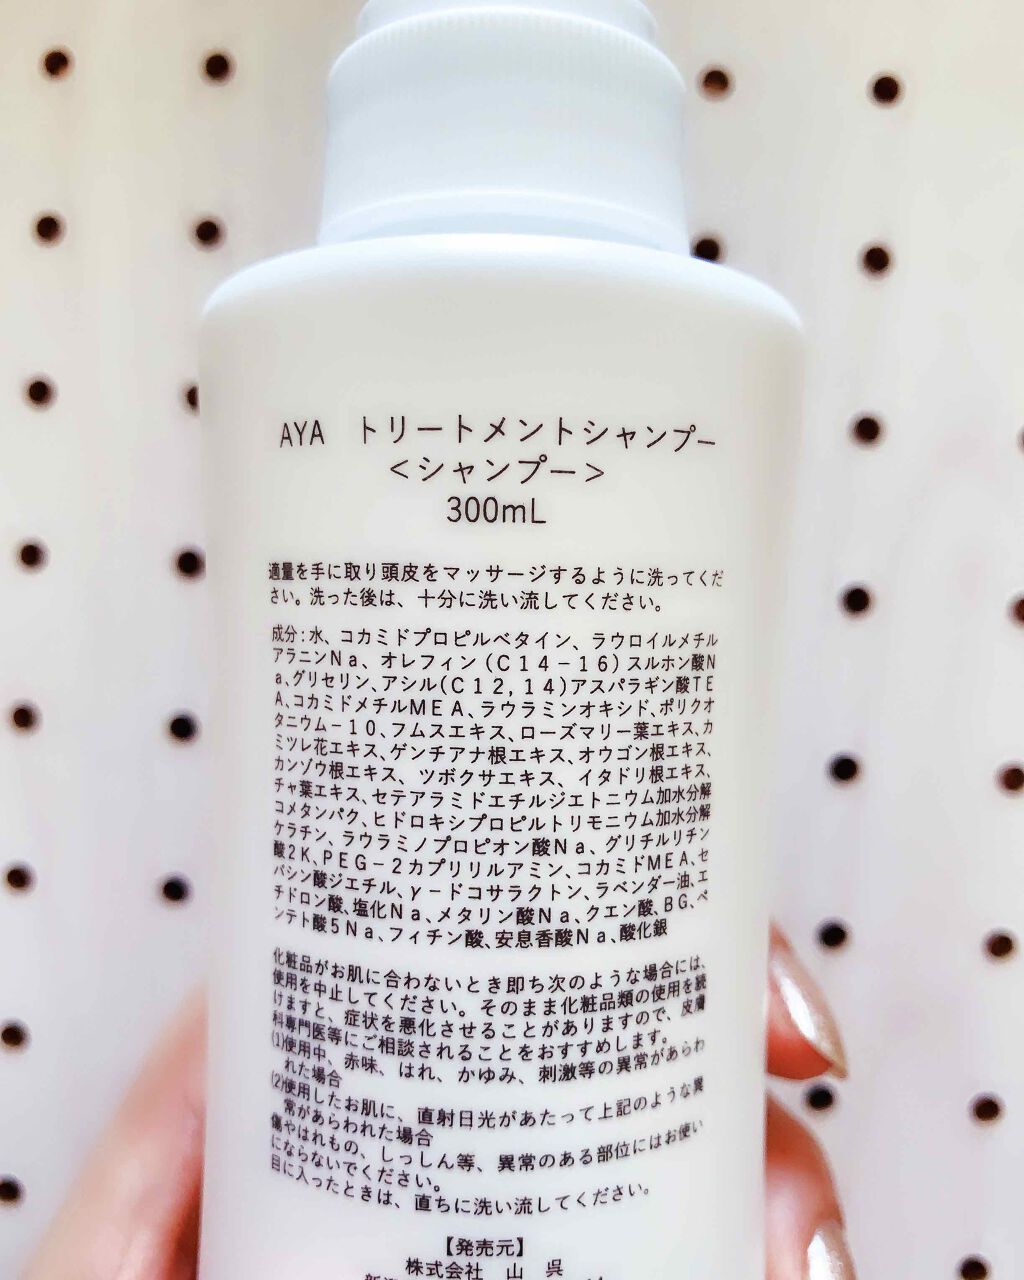 AYA トリートメントシャンプー
＜シャンプー＞
300mL
適量を手に取り頭皮をマッサージするように洗ってくだ
さい。洗った後は、十分に洗い流してください。
成分：水、コカミドプロピルベタイン、ラウロイルメチル
アラニンＮａ、オレフィン（Ｃ１４－１６）スルホン酸Ｎ
ａ、グリセリン、アシル（Ｃ１２，１４）アスパラギン酸ＴＥ
Ａ、コカミドメチルＭＥＡ、ラウラミンオキシド、ポリクオ
タニウム－１０、フムスエキス、ローズマリー葉エキス、カ
ミツレ花エキス、ゲンチアナ根エキス、オウゴン根エキス、
カンゾウ根エキス、ツボクサエキス、イタドリ根エキス、
チャ葉エキス、セテアラミドエチルジエトニウム加水分解
コメタンパク、ヒドロキシプロピルトリモニウム加水分解
ケラチン、ラウラミノプロピオン酸Ｎａ、グリチルリチン
酸２Ｋ、ＰＥＧ－２カプリリルアミン、コカミドＭＥＡ、セ
バシン酸ジエチル、γ－ドコサラクトン、ラベンダー油、エ
チドロン酸、塩化Ｎａ、メタリン酸Ｎａ、クエン酸、ＢＧ、ペ
ンテト酸５Ｎａ、フィチン酸、安息香酸Ｎａ、酸化銀
化粧品がお肌に合わないとき即ち次のような場合には、
使用を中止してください。そのまま化粧品類の使用を続
けますと、症状を悪化させることがありますので、皮膚
科専門医等にご相談されることをおすすめします。
(1)使用中、赤味、はれ、かゆみ、刺激等の異常があらわ
れた場合
(2)使用したお肌に、直射日光があたって上記のような異
常があらわれた場合
傷やはれもの、しっしん等、異常のある部位にはお使い
にならないでください。
目に入ったときは、直ちに洗い流してください。
【発売元】
株式会社 山 呉